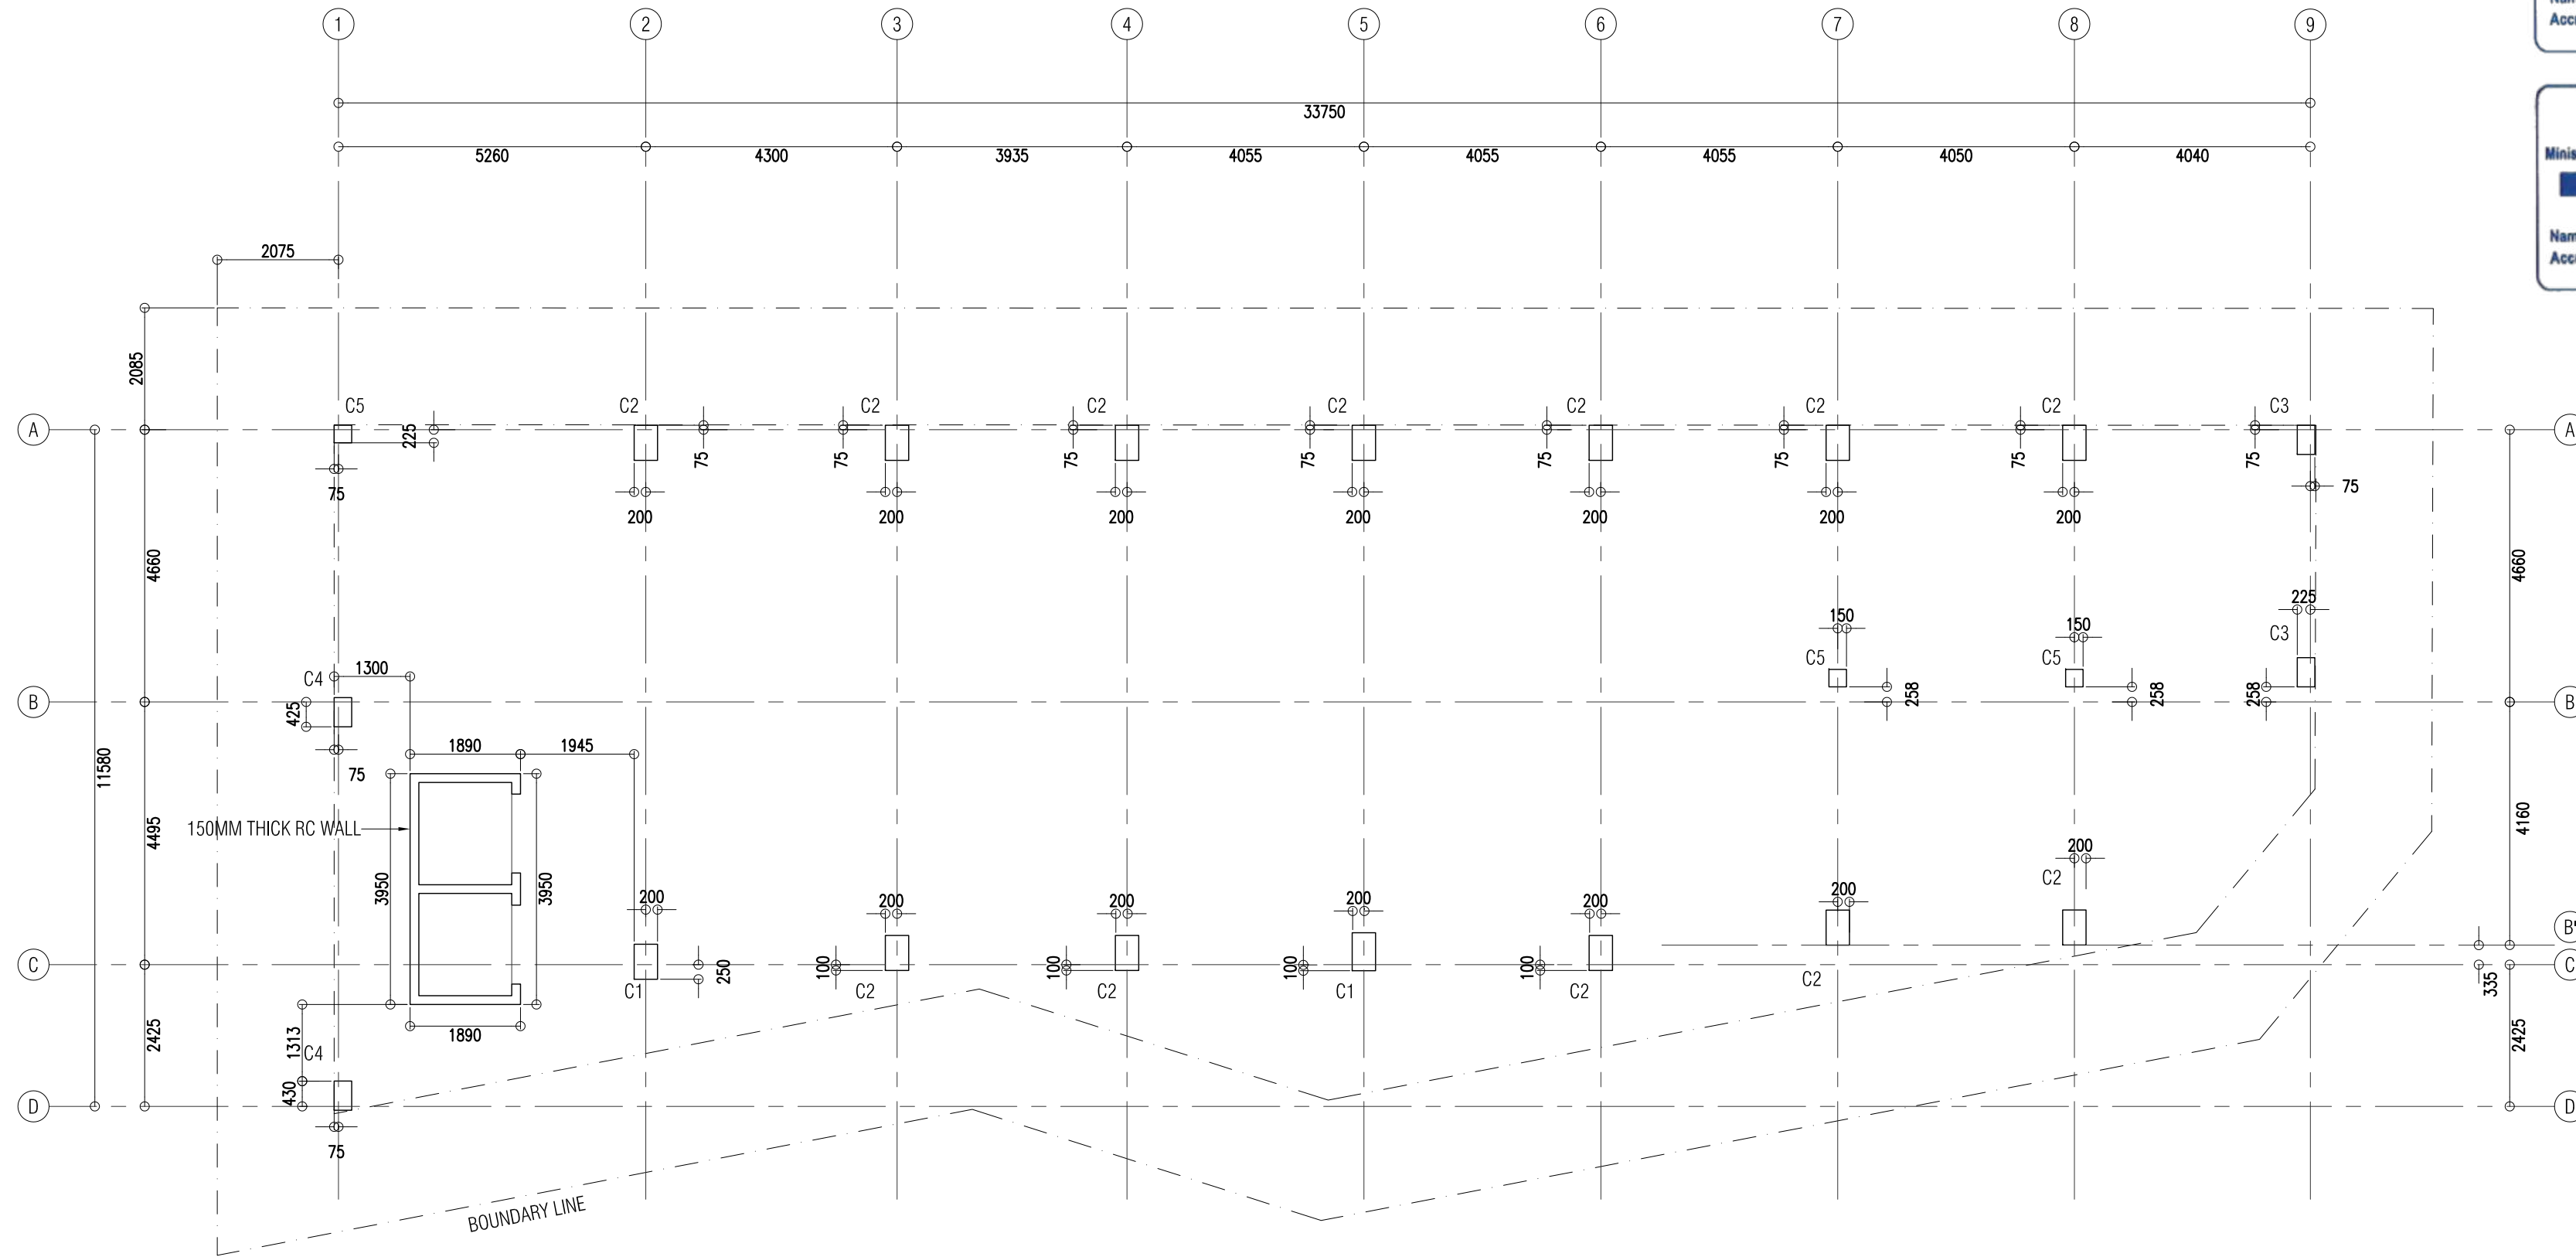 1 2 3 4 5 6 7 8 9
Acc
33750
5260 4300 3935 4055 4055 4055 4050 4040
Minis
Nam
Acc
2075
2085
C5 C2 C2 C2 C2 C2 C2 C2 C3
A 225 75 75 75 75 75 75 75 75 A
75 200 200 200 200 200 200 200 75
4660 4660
225
150 150 C3
C5 C5
1300
C4
B 425 258 258 258 B
1890 1945
75
11580
4495 150MM THICK RC WALL 4160
3950 3950
200
C2
200 200 200 200 200 200
B'
C 250 100 100 100 100 C
C1 C2 C2 C1 C2 C2 335
1890
2425 1313 2425
C4
430
D D
75
BOUNDARY LINE